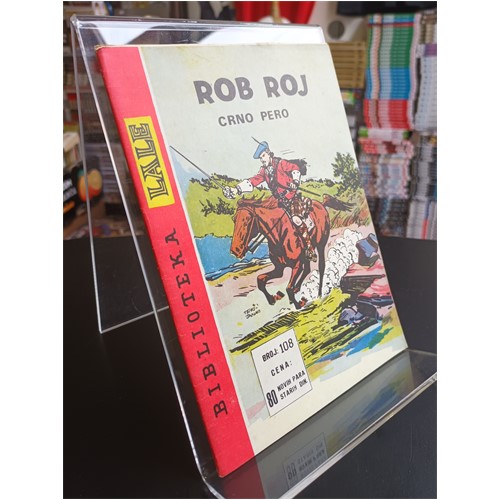 ROB ROJ
CRNO PERO
BIBLIOTEKA LALE
BROJ: 108
CENA:
80 NOVIH PARA
STARIH DIN.